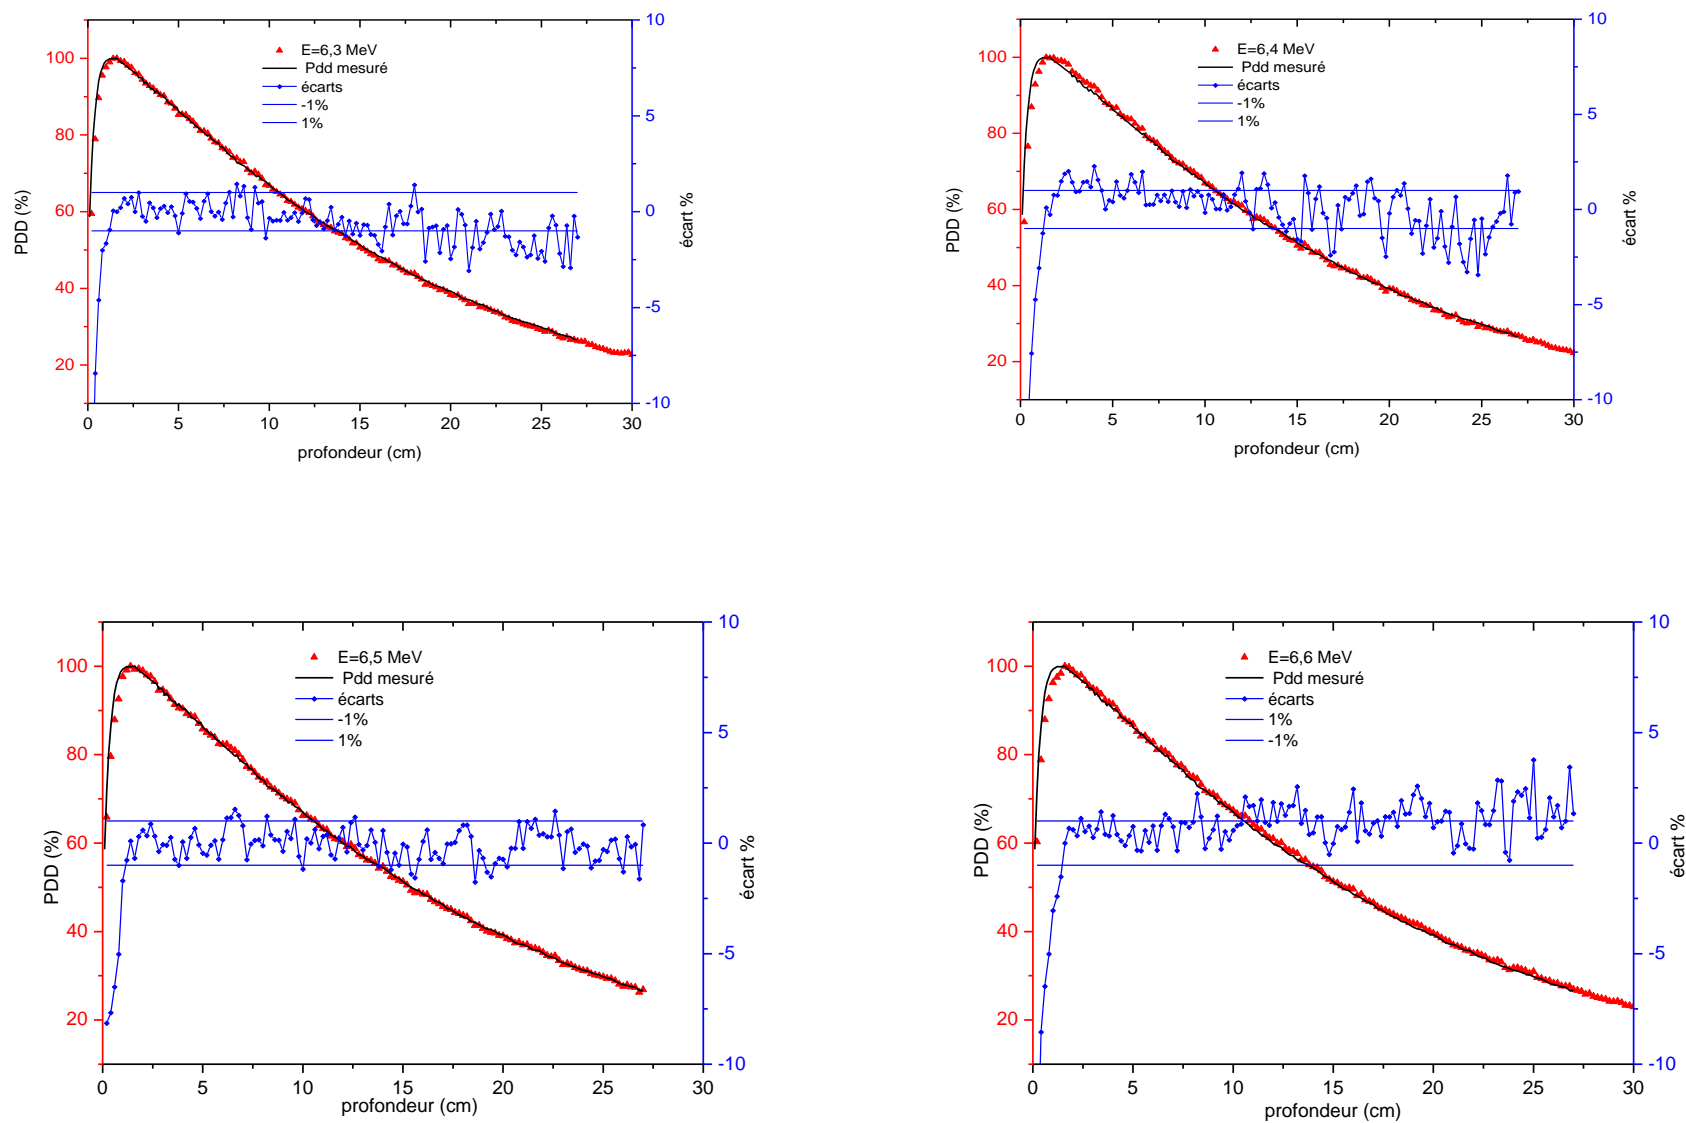 E=6,3 MeV
Pdd mesuré
écarts
-1%
1%
100
80
60
40
20
PDD (%)
10
5
0
-5
-10
écart %
0 5 10 15 20 25 30
profondeur (cm)
E=6,4 MeV
Pdd mesuré
écarts
-1%
1%
100
80
60
40
20
PDD (%)
10
5
0
-5
-10
écart %
0 5 10 15 20 25 30
profondeur (cm)
E=6,5 MeV
Pdd mesuré
écarts
-1%
1%
100
80
60
40
20
PDD (%)
10
5
0
-5
-10
écart %
0 5 10 15 20 25 30
profondeur (cm)
E=6,6 MeV
Pdd mesuré
écarts
1%
-1%
100
80
60
40
20
PDD (%)
10
5
0
-5
-10
écart %
0 5 10 15 20 25 30
profondeur (cm)